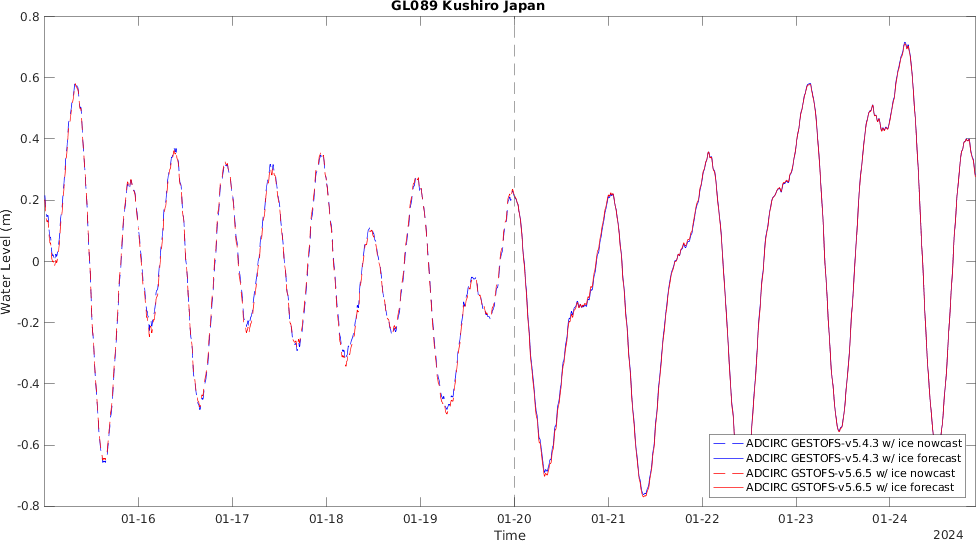 GL089 Kushiro Japan
0.8
0.6
0.4
0.2
0
-0.2
-0.4
-0.6
-0.8
Water Level (m)
ADCIRC GESTOFS-v5.4.3 w/ ice nowcast
ADCIRC GESTOFS-v5.4.3 w/ ice forecast
ADCIRC GSTOFS-v5.6.5 w/ ice nowcast
ADCIRC GSTOFS-v5.6.5 w/ ice forecast
01-16 01-17 01-18 01-19 01-20 01-21 01-22 01-23 01-24
Time
2024